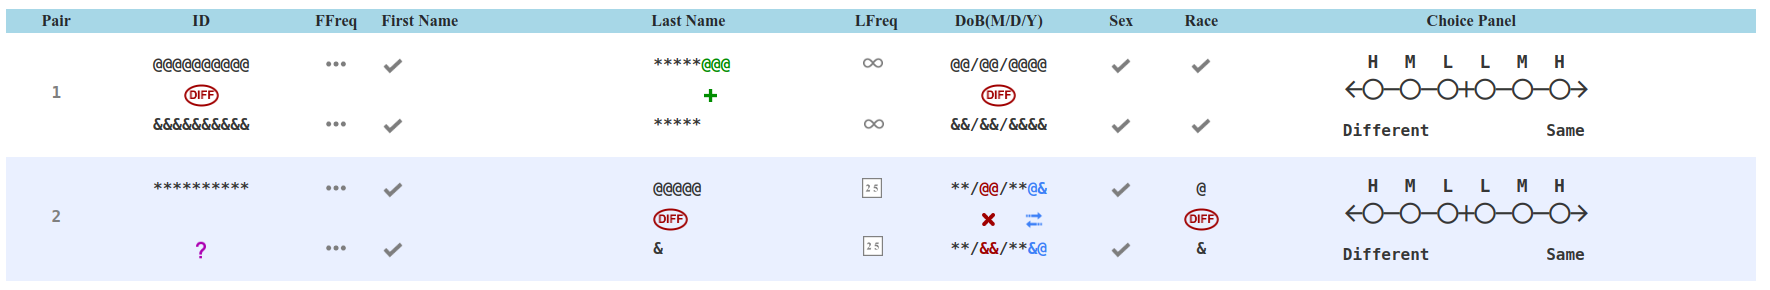 Pair ID FFreq First Name Last Name LFreq DoB(M/D/Y) Sex Race Choice Panel
@@@@@@@@@@ ••• ✔ *****@@@ ∞ @@/@@/@@@@ ✔ ✔ H M L L M H
1 DIFF + DIFF
&&&&&&&&&& ••• ✔ ***** ∞ &&/&&/&&&& ✔ ✔ Different Same
********** ••• ✔ @@@@@ 25 **/@@/**@& ✔ @ H M L L M H
2 DIFF ✖ DIFF
? ••• ✔ & 25 **/&&/**&@ ✔ & Different Same